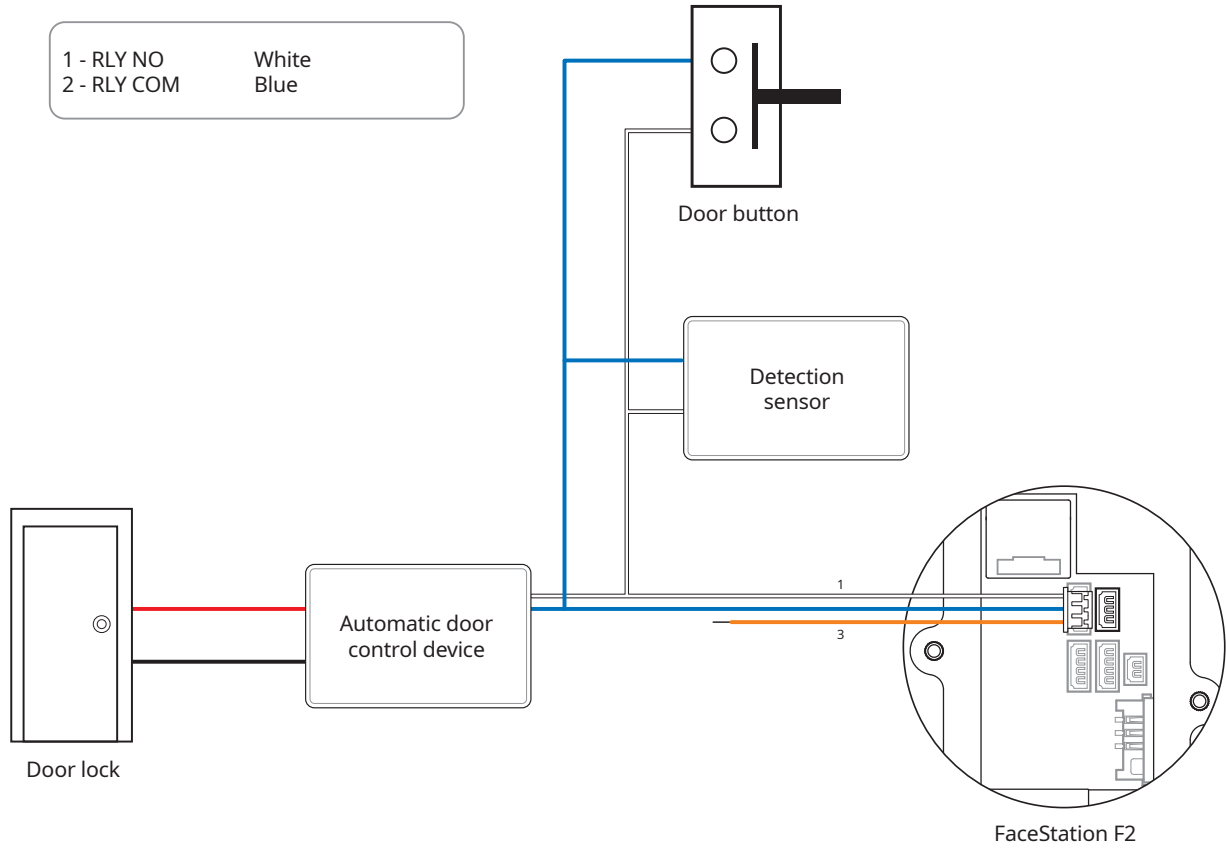 1 - RLY NO White
2 - RLY COM Blue
Door button
Detection
sensor
1
Automatic door
control device
3
Door lock
FaceStation F2